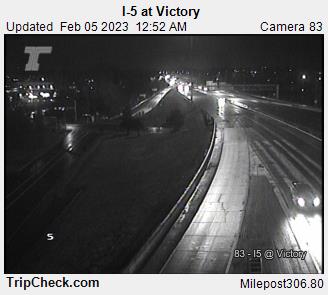 I-5 at Victory
Updated Feb 05 2023 12:52 AM Camera 83
T
S
83 - I5 @ Victory
TripCheck.com Milepost306.80